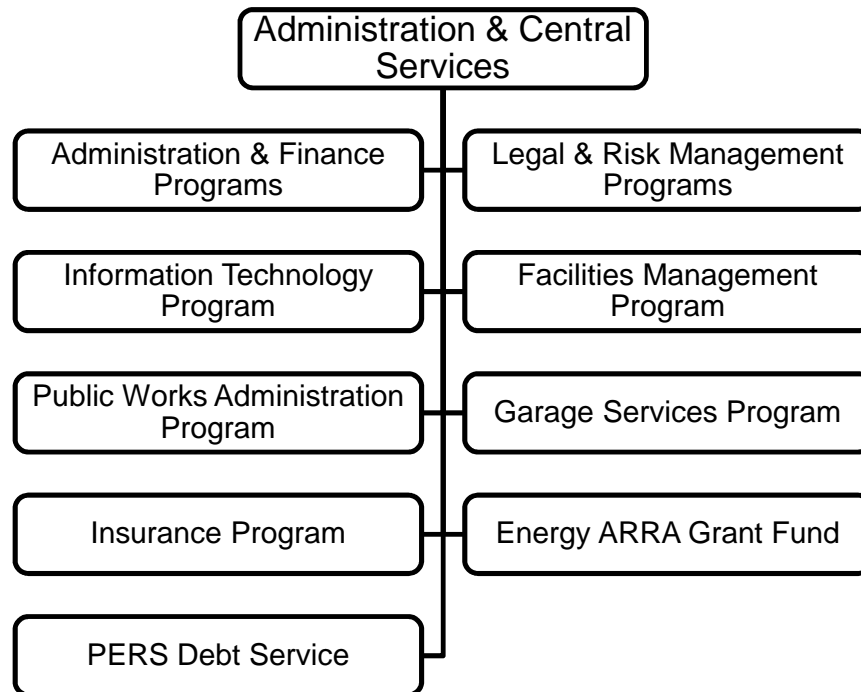 Administration & Central
Services
Administration & Finance
Programs
Legal & Risk Management
Programs
Information Technology
Program
Facilities Management
Program
Public Works Administration
Program
Garage Services Program
Insurance Program
Energy ARRA Grant Fund
PERS Debt Service